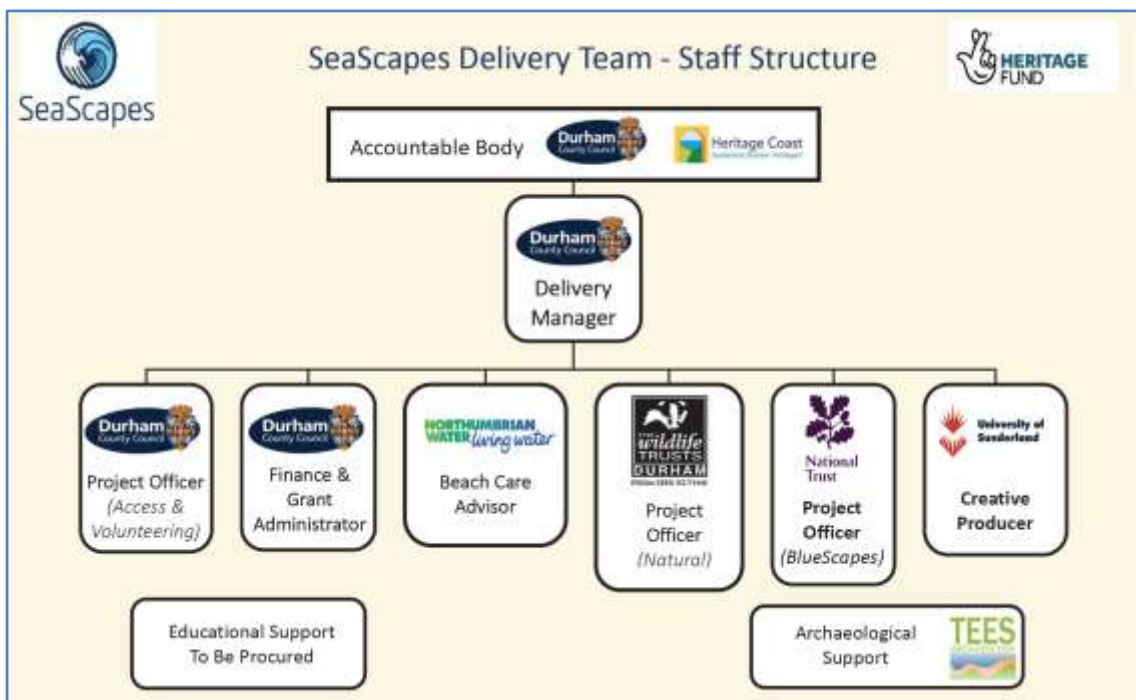 SeaScapes
SeaScapes Delivery Team - Staff Structure
HERITAGE
FUND
Accountable Body
Durham
County Council
Heritage Coast
Durham
County Council
Delivery
Manager
Durham
County Council
Project Officer
(Access &
Volunteering)
Durham
County Council
Finance &
Grant
Administrator
NORTHUMBRIAN
WATER living water
Beach Care
Advisor
THE
wildlife
TRUSTS
DURHAM
Project
Officer
(Natural)
National
Trust
Project
Officer
(BlueScapes)
University of
Sunderland
Creative
Producer
Educational Support
To Be Procured
Archaeological
Support
TEES